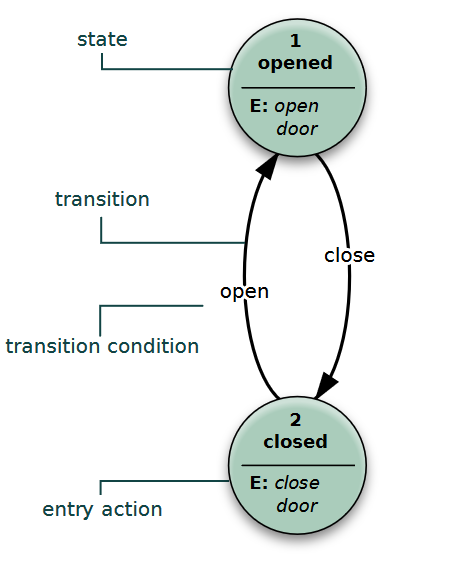 state
1
opened
E: open
door
transition
close
open
transition condition
2
closed
E: close
door
entry action